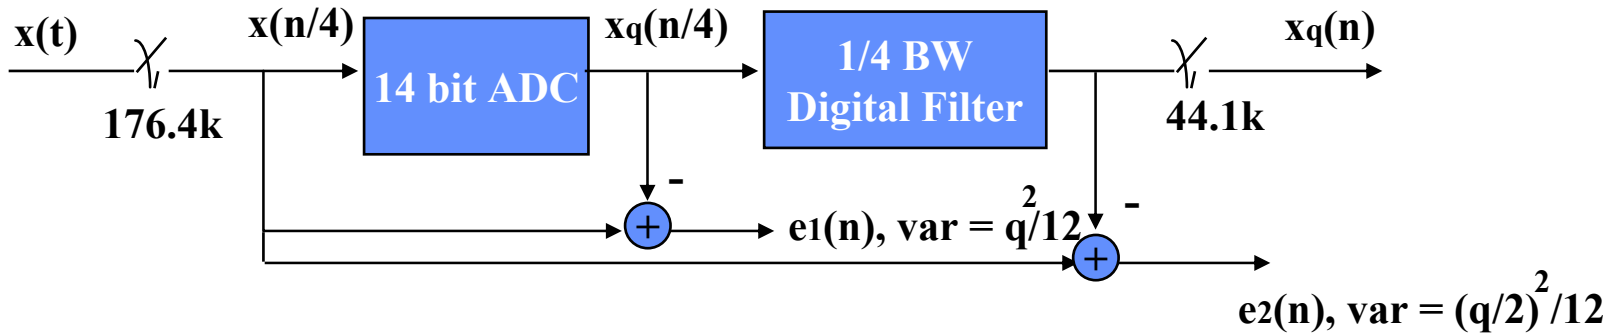 x(t)
x(n/4)
xq(n/4)
xq(n)
14 bit ADC
1/4 BW
Digital Filter
176.4k
44.1k
-
-
+
e1(n), var = q²/12
+
e2(n), var = (q/2)²/12